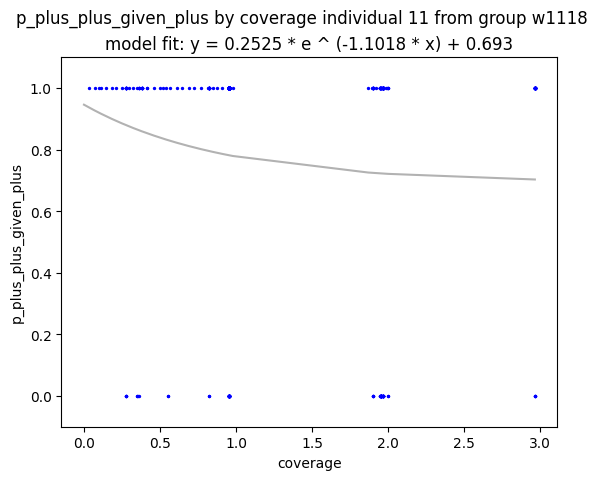 p_plus_plus_given_plus by coverage individual 11 from group w1118
model fit: y = 0.2525 * e ^ (-1.1018 * x) + 0.693
1.0
0.8
0.6
0.4
0.2
0.0
p_plus_plus_given_plus
0.0 0.5 1.0 1.5 2.0 2.5 3.0
coverage